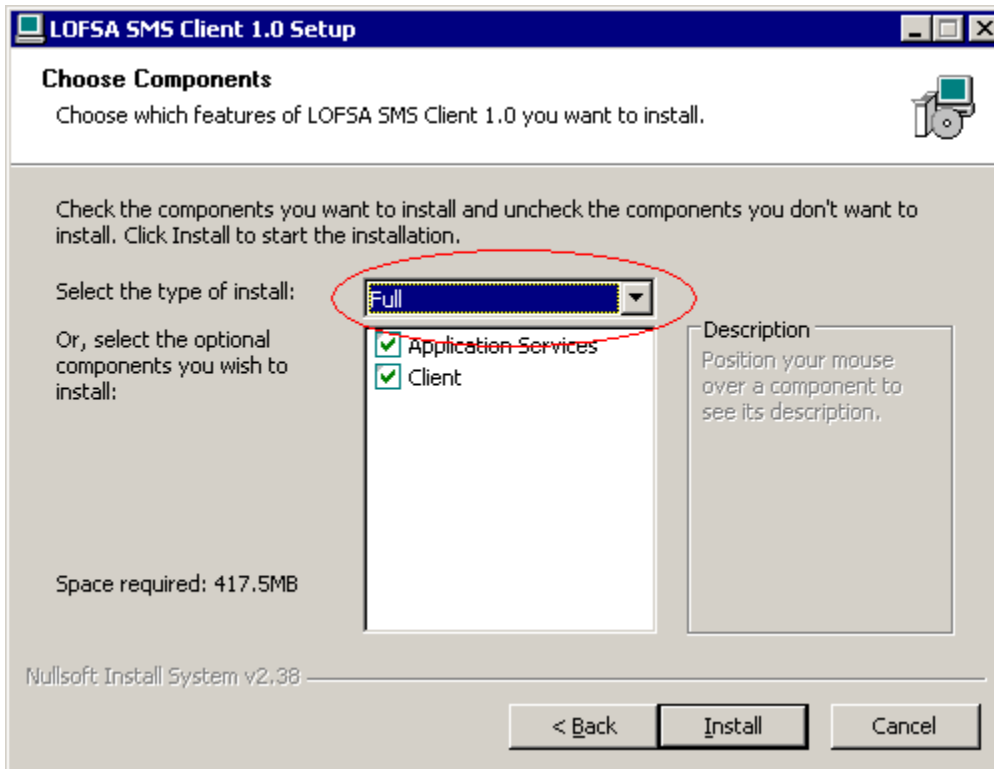 LOFSA SMS Client 1.0 Setup
Choose Components
Choose which features of LOFSA SMS Client 1.0 you want to install.
Check the components you want to install and uncheck the components you don't want to
install. Click Install to start the installation.
Select the type of install:
Full
Or, select the optional
components you wish to
install:
Application Services
Client
Description
Position your mouse
over a component to
see its description.
Space required: 417.5MB
Nullsoft Install System v2.38
< Back
Install
Cancel